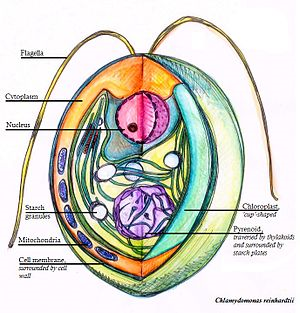 Flagella
Cytoplasm
Nucleus
Starch
granules
Mitochondria
Cell membrane,
surrounded by cell
wall
Chloroplast,
'cup'-shaped
Pyrenoid,
traversed by thylakoids
and surrounded by
starch plates
Chlamydomonas reinhardtii